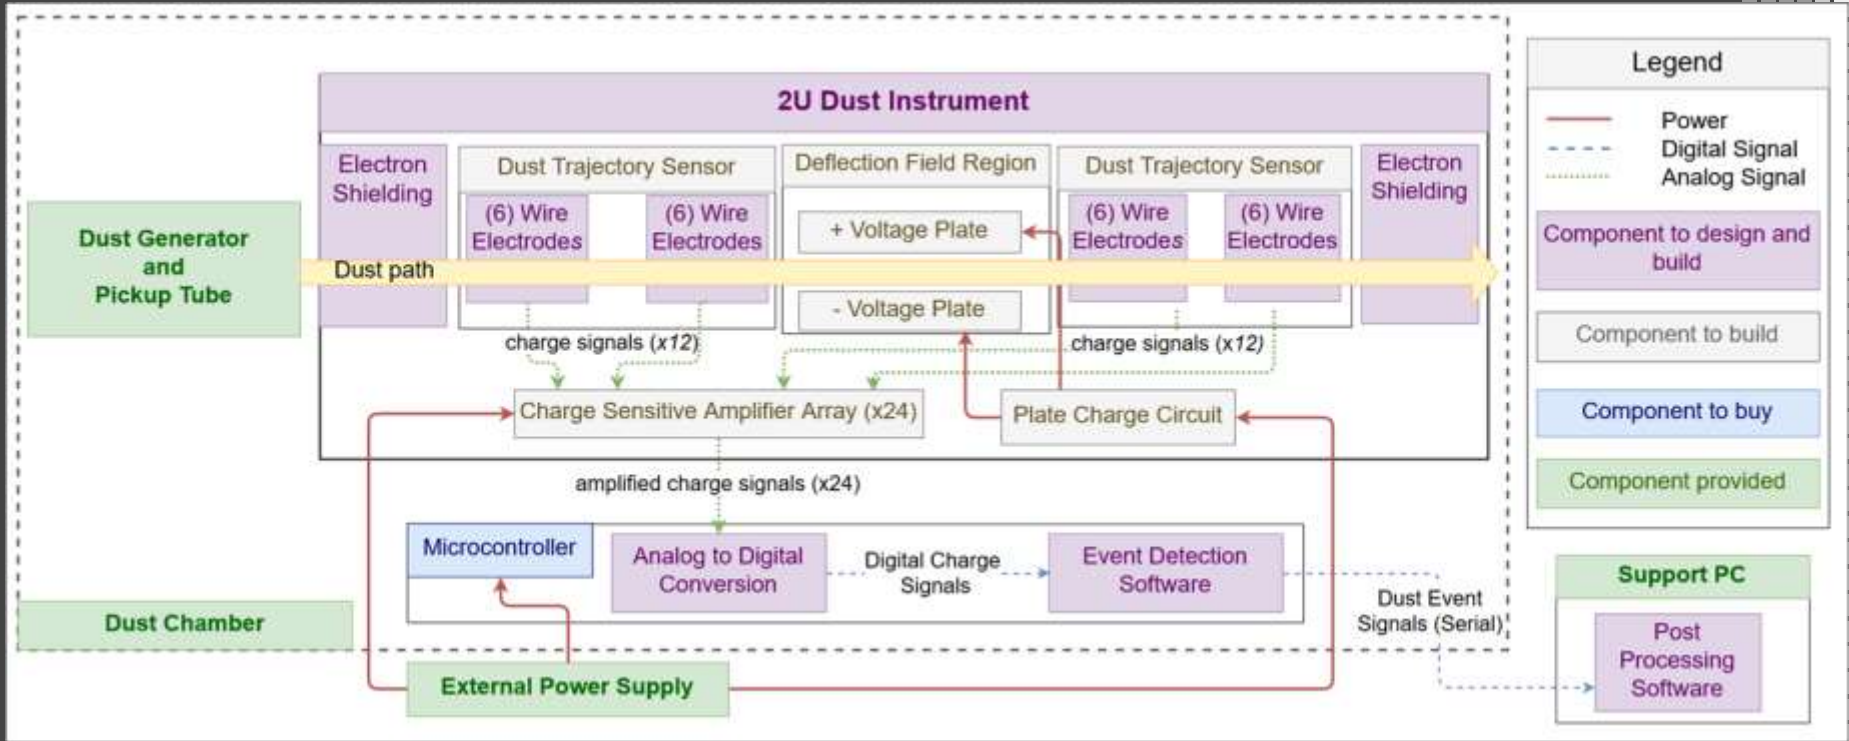 2U Dust Instrument
Electron
Shielding
Dust Trajectory Sensor
(6) Wire
Electrodes
(6) Wire
Electrodes
Deflection Field Region
+ Voltage Plate
- Voltage Plate
Dust Trajectory Sensor
(6) Wire
Electrodes
(6) Wire
Electrodes
Electron
Shielding
Dust Generator
and
Pickup Tube
Dust path
charge signals (x12)
charge signals (x12)
Charge Sensitive Amplifier Array (x24)
Plate Charge Circuit
amplified charge signals (x24)
Microcontroller
Analog to Digital
Conversion
Digital Charge
Signals
Event Detection
Software
Dust Event
Signals (Serial)
Dust Chamber
External Power Supply
Legend
Power
Digital Signal
Analog Signal
Component to design and
build
Component to build
Component to buy
Component provided
Support PC
Post
Processing
Software